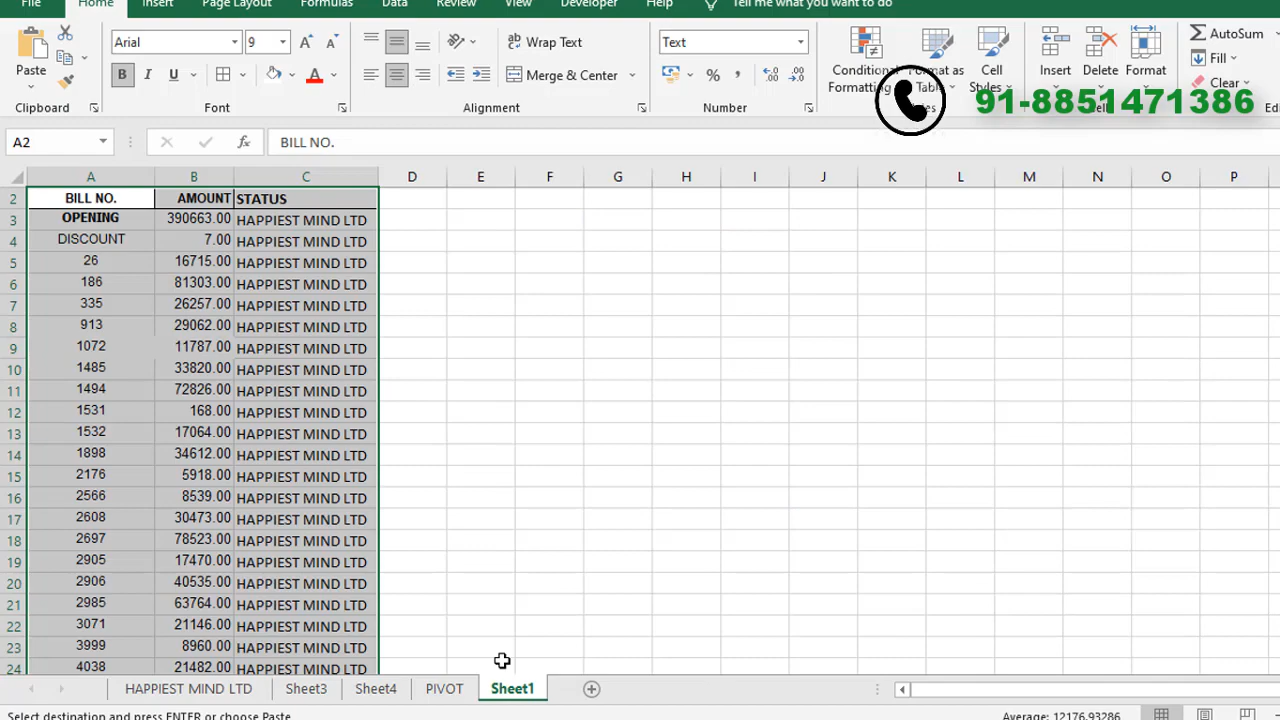 File Home Insert Page Layout Formulas Data Review View Developer Help Tell me what you want to do
Arial 9 Wrap Text Text AutoSum
Paste Merge & Center Conditional Formatting Format as Table Cell Styles Insert Delete Format Fill
Clear
91-8851471386
Clipboard Font Alignment Number
A2 BILL NO.
A B C D E F G H I J K L M N O P
2 BILL NO. AMOUNT STATUS
3 OPENING 390663.00 HAPPIEST MIND LTD
4 DISCOUNT 7.00 HAPPIEST MIND LTD
5 26 16715.00 HAPPIEST MIND LTD
6 186 81303.00 HAPPIEST MIND LTD
7 335 26257.00 HAPPIEST MIND LTD
8 913 29062.00 HAPPIEST MIND LTD
9 1072 11787.00 HAPPIEST MIND LTD
10 1485 33820.00 HAPPIEST MIND LTD
11 1494 72826.00 HAPPIEST MIND LTD
12 1531 168.00 HAPPIEST MIND LTD
13 1532 17064.00 HAPPIEST MIND LTD
14 1898 34612.00 HAPPIEST MIND LTD
15 2176 5918.00 HAPPIEST MIND LTD
16 2566 8539.00 HAPPIEST MIND LTD
17 2608 30473.00 HAPPIEST MIND LTD
18 2697 78523.00 HAPPIEST MIND LTD
19 2905 17470.00 HAPPIEST MIND LTD
20 2906 40535.00 HAPPIEST MIND LTD
21 2985 63764.00 HAPPIEST MIND LTD
22 3071 21146.00 HAPPIEST MIND LTD
23 3999 8960.00 HAPPIEST MIND LTD
24 4038 21482.00 HAPPIEST MIND LTD
HAPPIEST MIND LTD Sheet3 Sheet4 PIVOT Sheet1
Select destination and press ENTER or choose Paste Average: 12176.93286